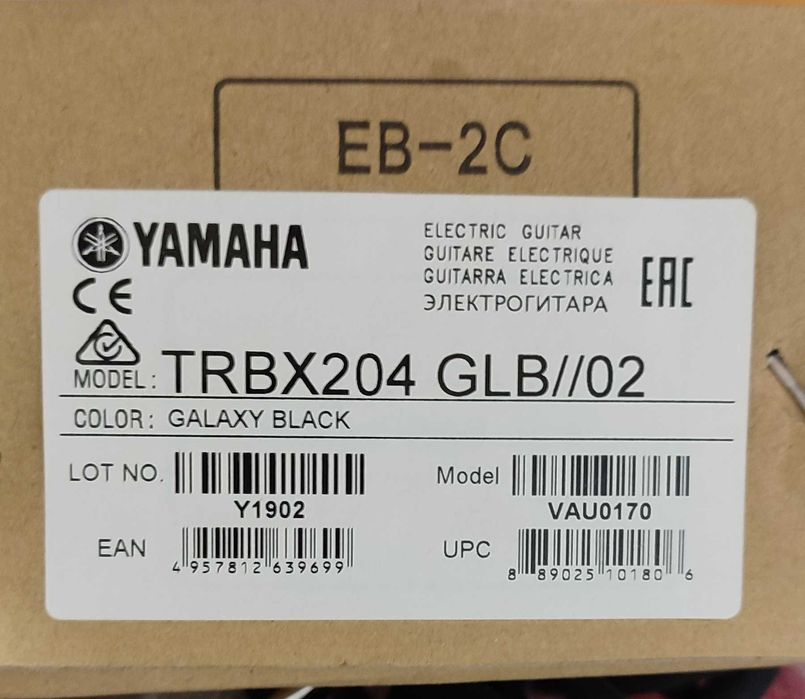 EB-2C
YAMAHA
ELECTRIC GUITAR
GUITARE ELECTRIQUE
GUITARRA ELECTRICA
ЭЛЕКТРОГИТАРА
EAC
CE
MODEL: TRBX204 GLB//02
COLOR: GALAXY BLACK
LOT NO.
Y1902
Model
VAU0170
EAN
4 957812 639699
UPC
8 89025 10180 6